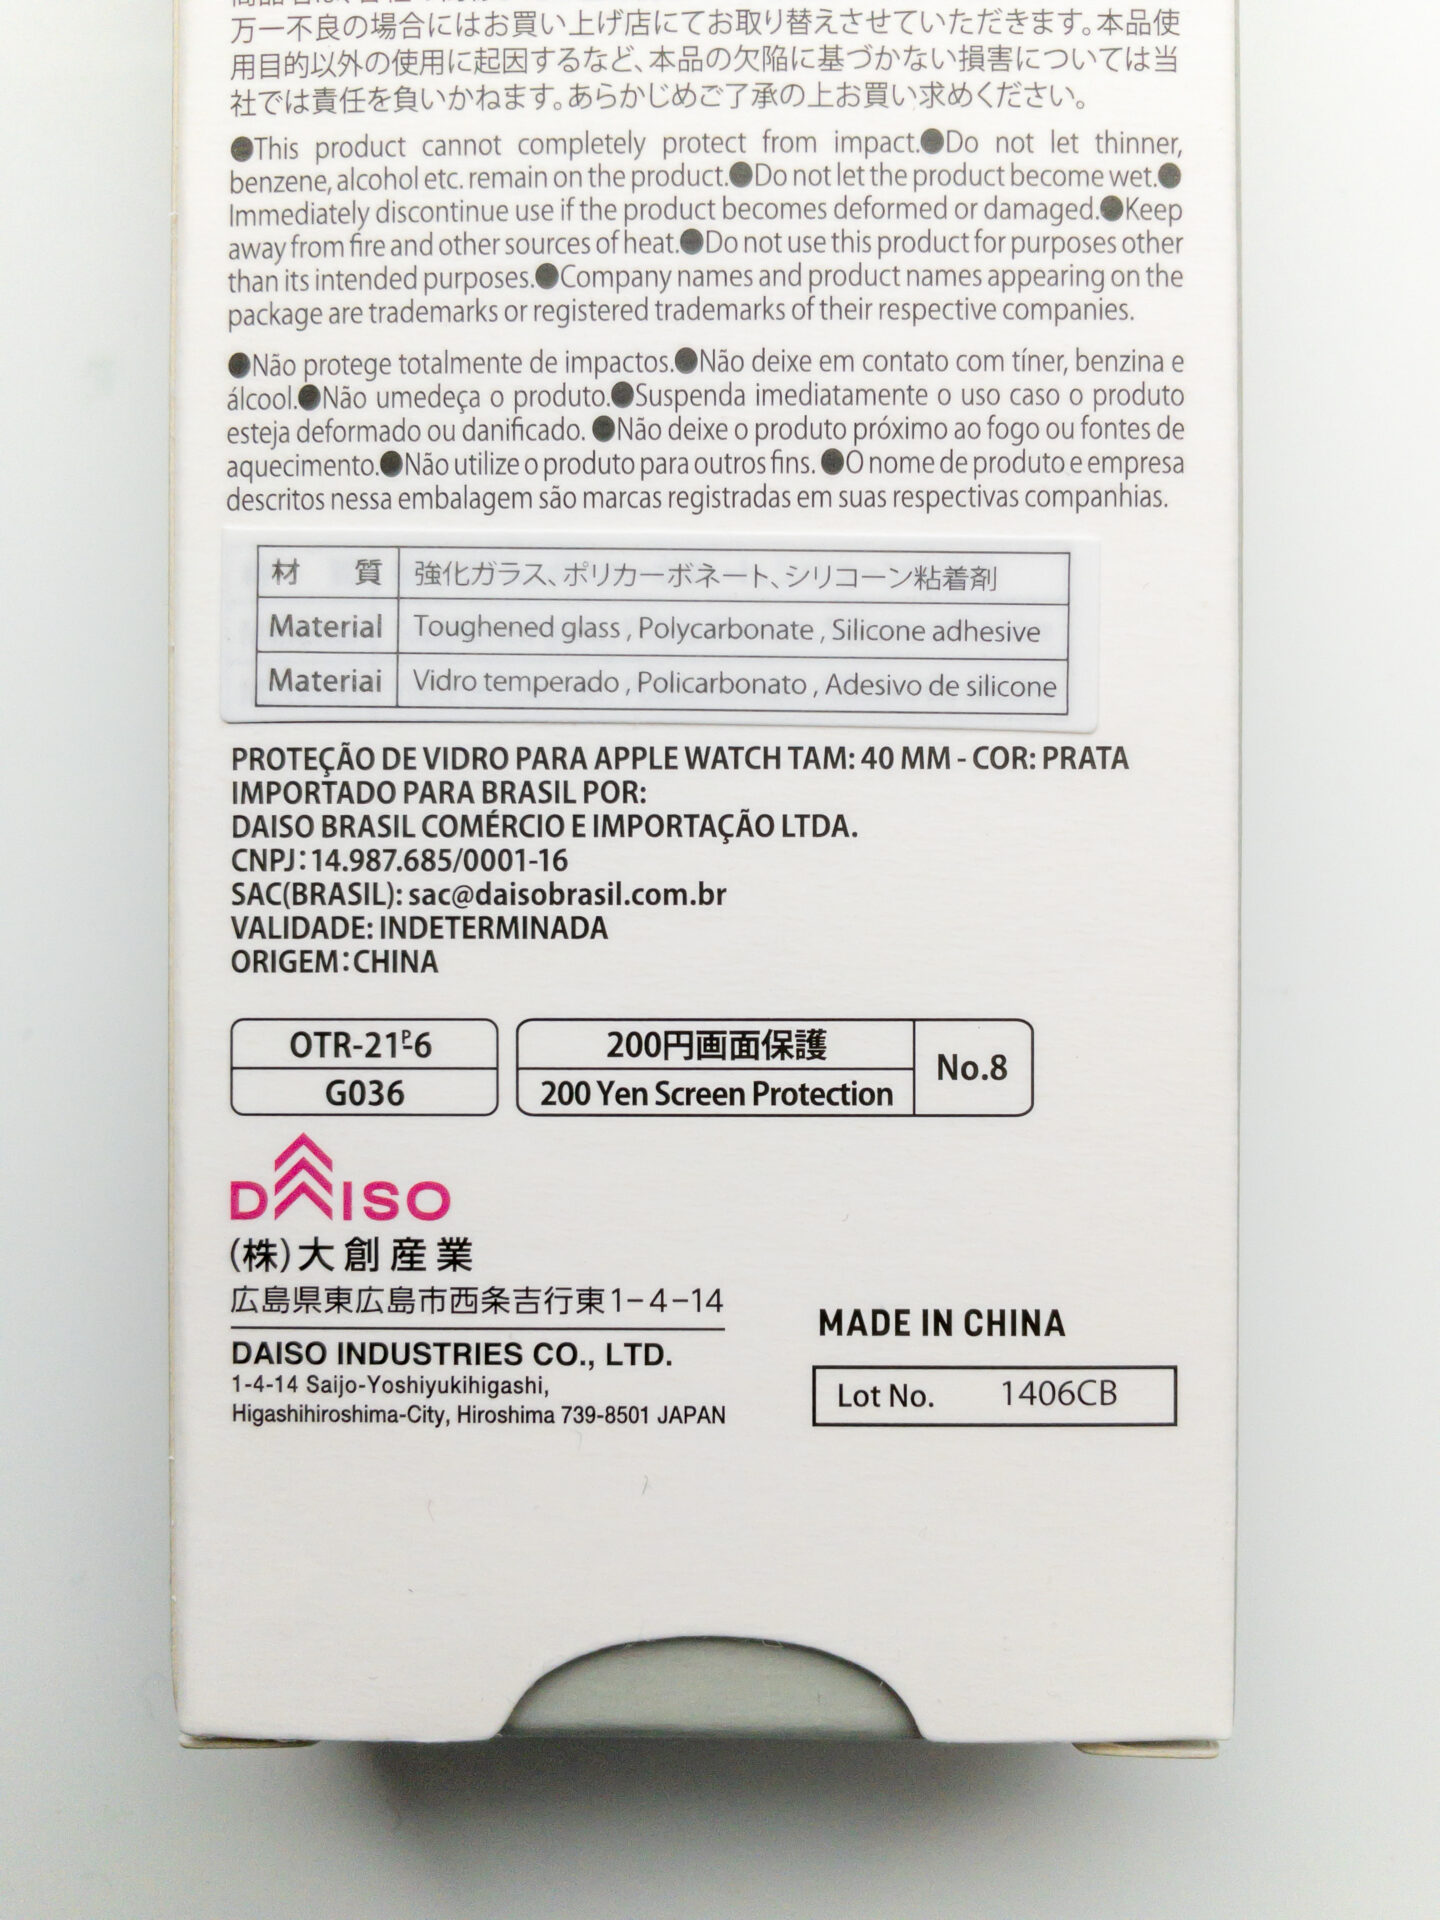 万一不良の場合にはお買い上げ店にてお取り替えさせていただきます。本品使
用目的以外の使用に起因するなど、本品の欠陥に基づかない損害については当
社では責任を負いかねます。あらかじめご了承の上お買い求めください。
●This product cannot completely protect from impact.●Do not let thinner,
benzene, alcohol etc. remain on the product.●Do not let the product become wet.●
Immediately discontinue use if the product becomes deformed or damaged.●Keep
away from fire and other sources of heat.●Do not use this product for purposes other
than its intended purposes.●Company names and product names appearing on the
package are trademarks or registered trademarks of their respective companies.
●Não protege totalmente de impactos.●Não deixe em contato com tíner, benzina e
álcool.●Não umedeça o produto.●Suspenda imediatamente o uso caso o produto
esteja deformado ou danificado. ●Não deixe o produto próximo ao fogo ou fontes de
aquecimento.●Não utilize o produto para outros fins. ●O nome de produto e empresa
descritos nessa embalagem são marcas registradas em suas respectivas companhias.
材 質 強化ガラス、ポリカーボネート、シリコーン粘着剤
Material Toughened glass , Polycarbonate , Silicone adhesive
Materiai Vidro temperado , Policarbonato , Adesivo de silicone
PROTEÇÃO DE VIDRO PARA APPLE WATCH TAM: 40 MM - COR: PRATA
IMPORTADO PARA BRASIL POR:
DAISO BRASIL COMÉRCIO E IMPORTAÇÃO LTDA.
CNPJ:14.987.685/0001-16
SAC(BRASIL): sac@daisobrasil.com.br
VALIDADE: INDETERMINADA
ORIGEM:CHINA
OTR-21P-6
G036
200円画面保護
200 Yen Screen Protection
No.8
DAISO
(株)大創産業
広島県東広島市西条吉行東1-4-14
DAISO INDUSTRIES CO., LTD.
1-4-14 Saijo-Yoshiyukihigashi,
Higashihiroshima-City, Hiroshima 739-8501 JAPAN
MADE IN CHINA
Lot No. 1406CB